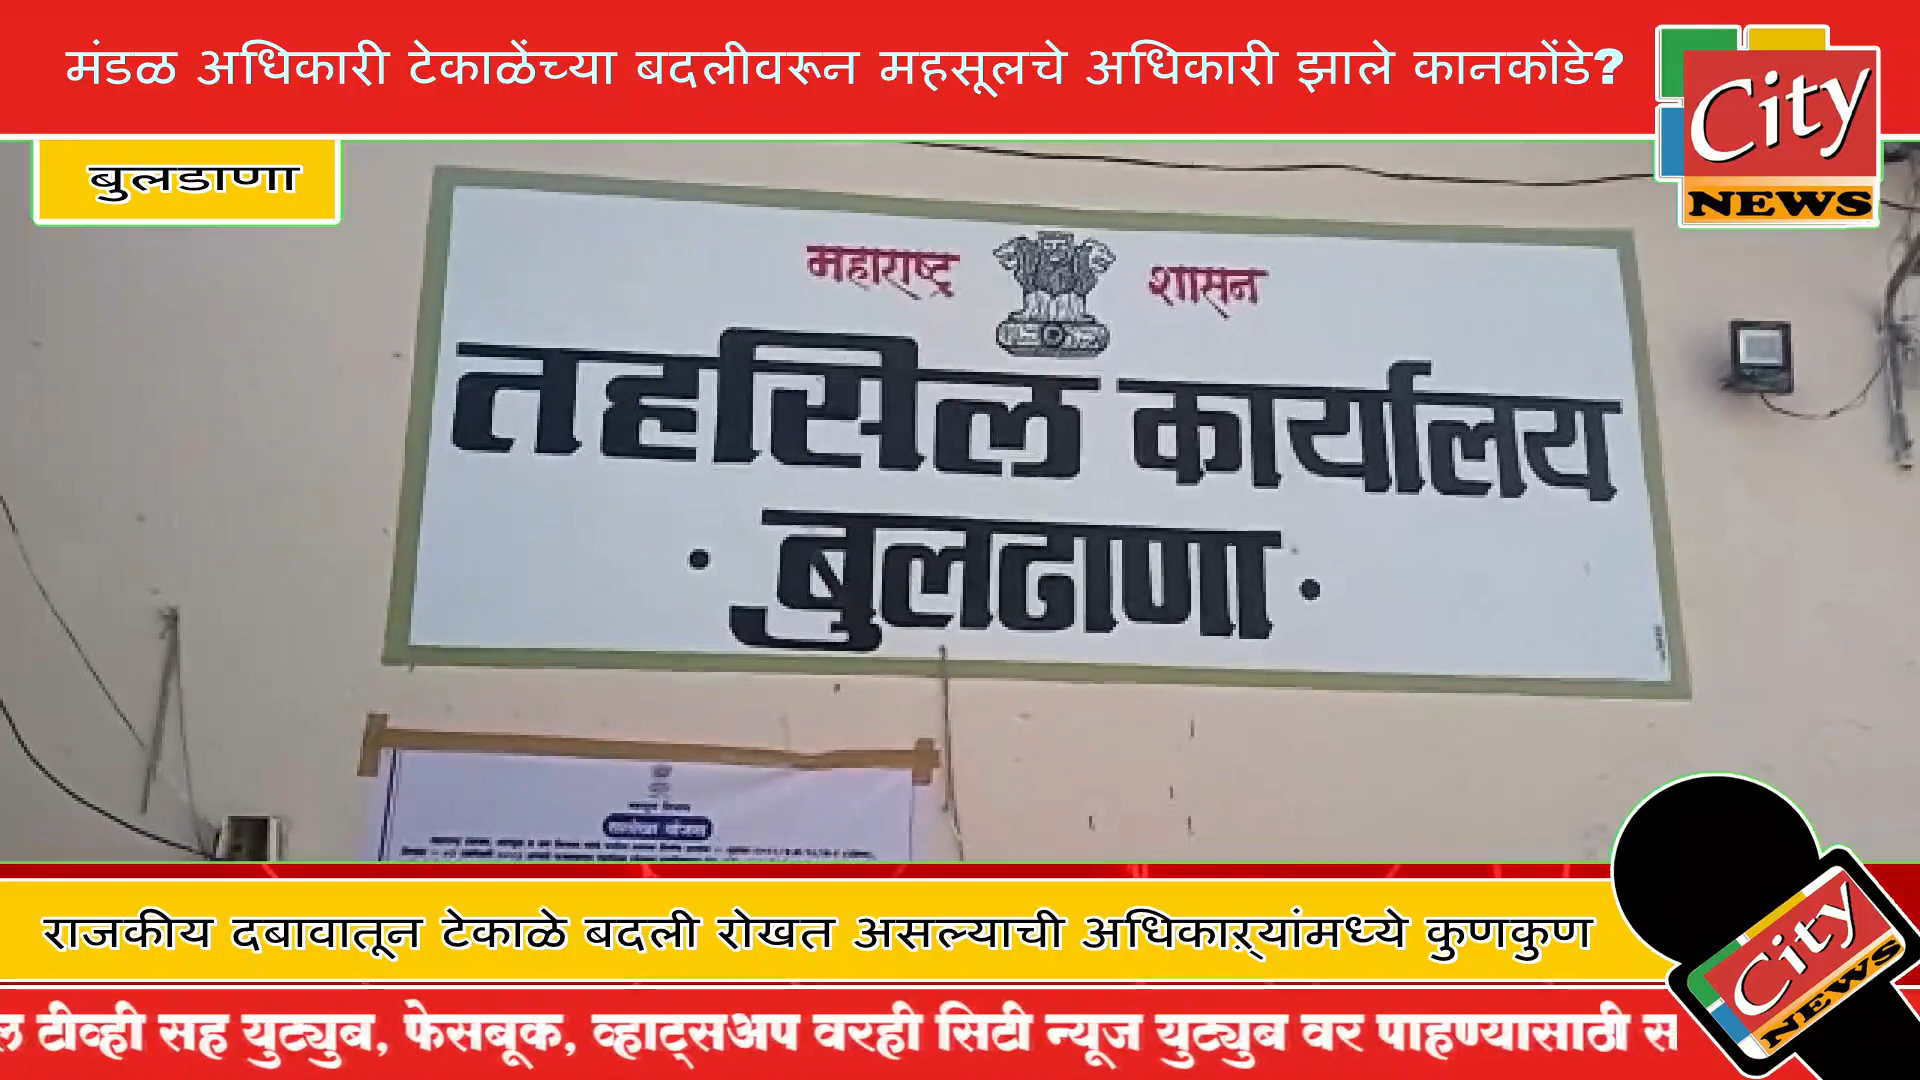 मंडळ अधिकारी टेकाळेंच्या बदलीवरून महसूलचे अधिकारी झाले कानकोंडे?
City
NEWS
बुलडाणा
महाराष्ट्र शासन
तहसिल कार्यालय
• बुलढाणा •
राजकीय दबावातून टेकाळे बदली रोखत असल्याची अधिकाऱ्यांमध्ये कुणकुण
City
NEWS
टीव्ही सह युट्युब, फेसबूक, व्हाट्सअप वरही सिटी न्यूज युट्युब वर पाहण्यासाठी